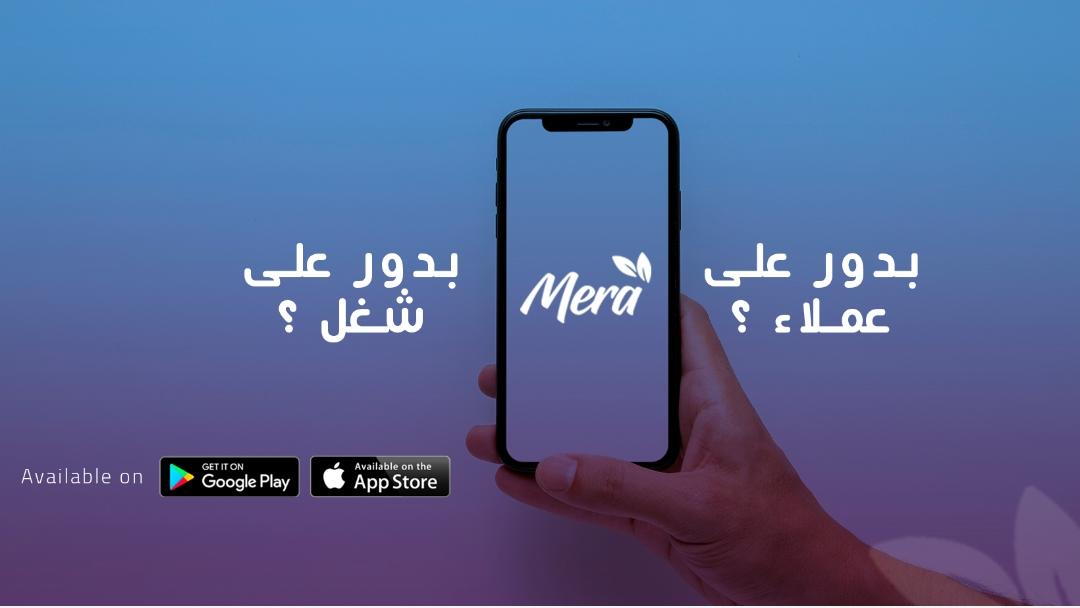 بدور على
عملاء ؟
Mera
بدور على
شغل ؟
Available on
GET IT ON
Google Play
Available on the
App Store